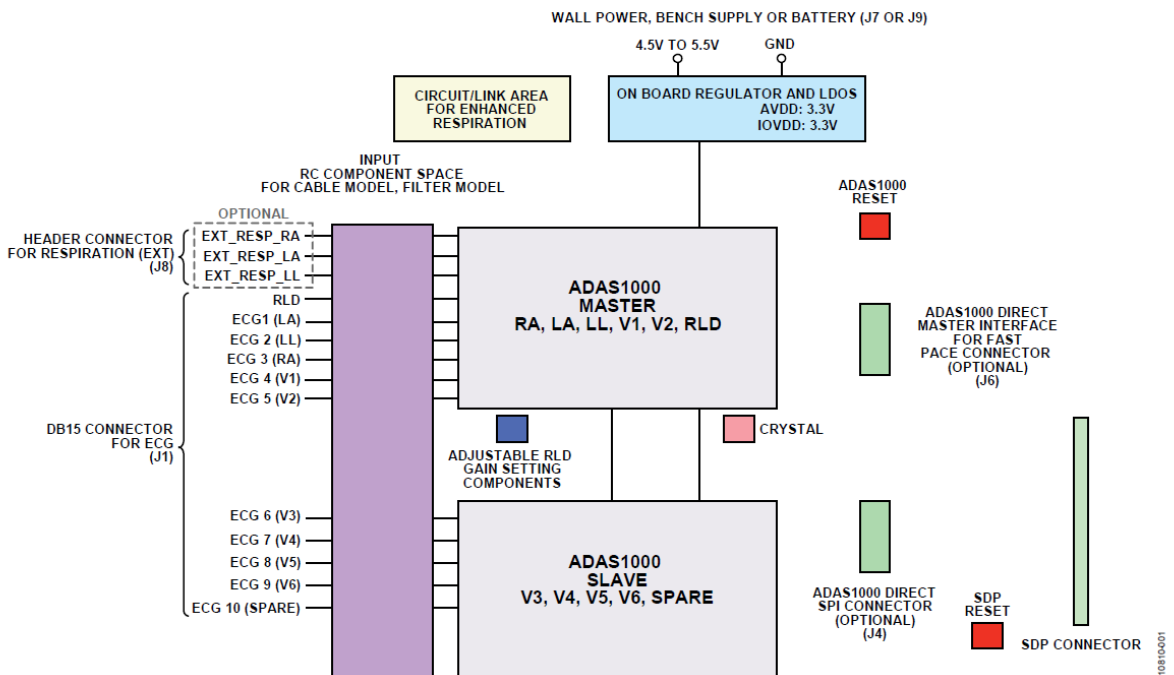 WALL POWER, BENCH SUPPLY OR BATTERY (J7 OR J9)
4.5V TO 5.5V
GND
CIRCUIT/LINK AREA
FOR ENHANCED
RESPIRATION
ON BOARD REGULATOR AND LDOS
AVDD: 3.3V
IOVDD: 3.3V
INPUT
RC COMPONENT SPACE
FOR CABLE MODEL, FILTER MODEL
ADAS1000
RESET
OPTIONAL
HEADER CONNECTOR
FOR RESPIRATION (EXT)
(J8)
EXT_RESP_RA
EXT_RESP_LA
EXT_RESP_LL
RLD
ECG1 (LA)
ECG 2 (LL)
ECG 3 (RA)
ECG 4 (V1)
ECG 5 (V2)
ADAS1000
MASTER
RA, LA, LL, V1, V2, RLD
ADAS1000 DIRECT
MASTER INTERFACE
FOR FAST
PACE CONNECTOR
(OPTIONAL)
(J6)
DB15 CONNECTOR
FOR ECG
(J1)
ADJUSTABLE RLD
GAIN SETTING
COMPONENTS
CRYSTAL
ECG 6 (V3)
ECG 7 (V4)
ECG 8 (V5)
ECG 9 (V6)
ECG 10 (SPARE)
ADAS1000
SLAVE
V3, V4, V5, V6, SPARE
ADAS1000 DIRECT
SPI CONNECTOR
(OPTIONAL)
(J4)
SDP
RESET
SDP CONNECTOR
10810-001